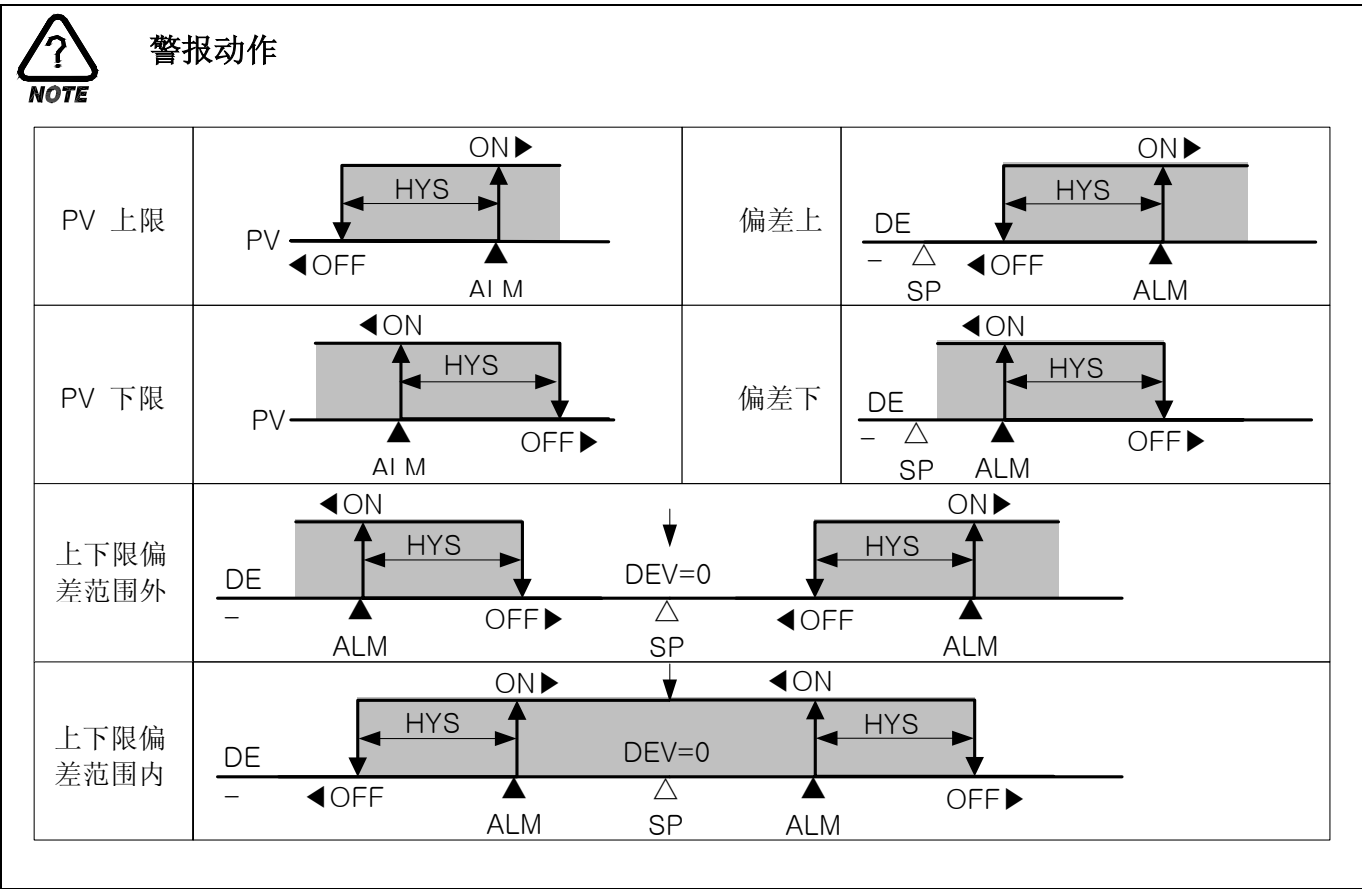 ?
NOTE
警报动作
PV 上限
ON▶
HYS
PV
◀OFF
ALM
偏差上
ON▶
HYS
DE
–
△
◀OFF
SP
ALM
PV 下限
◀ON
HYS
PV
OFF▶
ALM
偏差下
◀ON
HYS
DE
–
△
OFF▶
SP
ALM
上下限偏
差范围外
◀ON
ON▶
HYS
HYS
DEV=0
DE
–
OFF▶
△
◀OFF
ALM
SP
ALM
上下限偏
差范围内
ON▶
◀ON
HYS
HYS
DEV=0
DE
–
◀OFF
△
OFF▶
ALM
SP
ALM